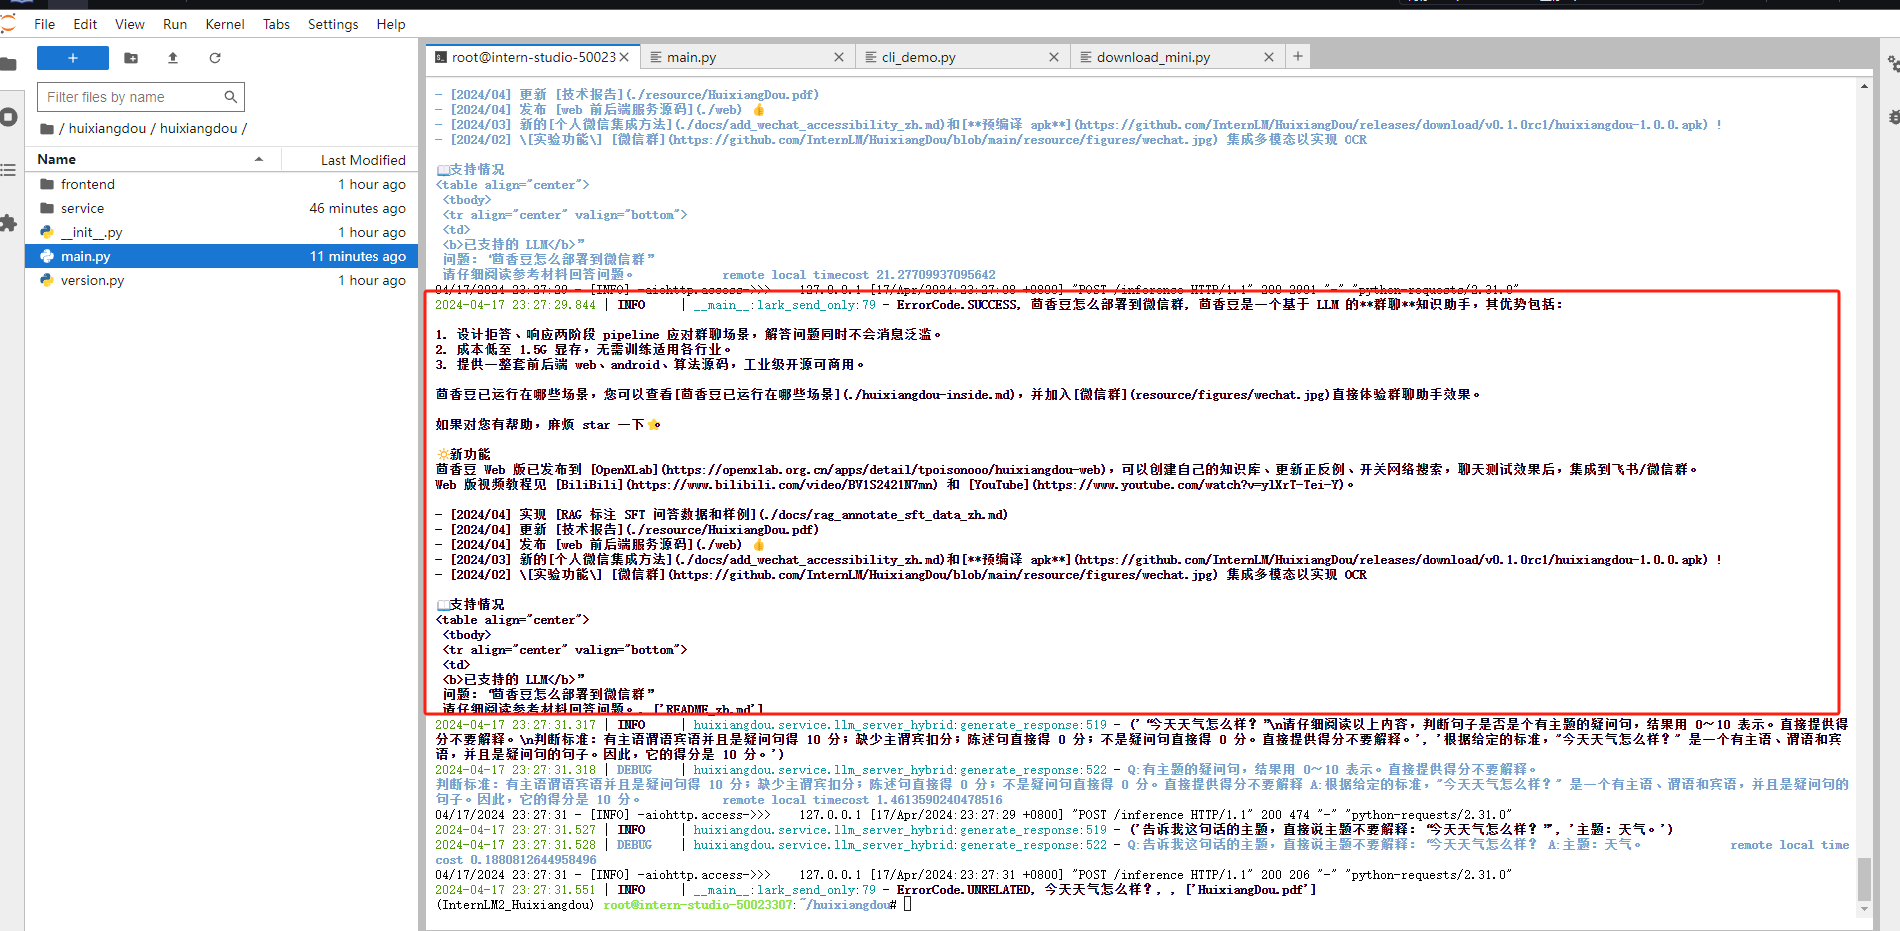 File Edit View Run Kernel Tabs Settings Help
+
Filter files by name
/ huixiangdou / huixiangdou /
Name Last Modified
frontend 1 hour ago
service 46 minutes ago
__init__.py 1 hour ago
main.py 11 minutes ago
version.py 1 hour ago
root@intern-studio-50023 main.py cli_demo.py download_mini.py +
- [2024/04] 更新 [技术报告](./resource/HuixiangDou.pdf)
- [2024/04] 发布 [web 前后端服务源码](./web) 👍
- [2024/03] 新的[个人微信集成方法](./docs/add_wechat_accessibility_zh.md)和[**预编译 apk**](https://github.com/InternLM/HuixiangDou/releases/download/v0.1.0rc1/huixiangdou-1.0.0.apk) !
- [2024/02] \[实验功能\] [微信群](https://github.com/InternLM/HuixiangDou/blob/main/resource/figures/wechat.jpg) 集成多模态以实现 OCR
📖支持情况
<table align="center">
<tbody>
<tr align="center" valign="bottom">
<td>
<b>已支持的 LLM</b>”
问题：“茴香豆怎么部署到微信群”
请仔细阅读参考材料回答问题。 remote local timecost 21.27709937095642
04/17/2024 23:27:29 - [INFO] -aiohttp.access->>> 127.0.0.1 [17/Apr/2024:23:27:08 +0800] "POST /inference HTTP/1.1" 200 2901 "-" "python-requests/2.31.0"
2024-04-17 23:27:29.844 | INFO | __main__:lark_send_only:79 - ErrorCode.SUCCESS, 茴香豆怎么部署到微信群, 茴香豆是一个基于 LLM 的**群聊**知识助手，其优势包括：
1. 设计拒答、响应两阶段 pipeline 应对群聊场景，解答问题同时不会消息泛滥。
2. 成本低至 1.5G 显存，无需训练适用各行业。
3. 提供一整套前后端 web、android、算法源码，工业级开源可商用。
茴香豆已运行在哪些场景，您可以查看[茴香豆已运行在哪些场景](./huixiangdou-inside.md)，并加入[微信群](resource/figures/wechat.jpg)直接体验群聊助手效果。
如果对您有帮助，麻烦 star 一下⭐。
🔆新功能
茴香豆 Web 版已发布到 [OpenXLab](https://openxlab.org.cn/apps/detail/tpoisonooo/huixiangdou-web)，可以创建自己的知识库、更新正反例、开关网络搜索，聊天测试效果后，集成到飞书/微信群。
Web 版视频教程见 [BiliBili](https://www.bilibili.com/video/BV1S2421N7mn) 和 [YouTube](https://www.youtube.com/watch?v=ylXrT-Tei-Y)。
- [2024/04] 实现 [RAG 标注 SFT 问答数据和样例](./docs/rag_annotate_sft_data_zh.md)
- [2024/04] 更新 [技术报告](./resource/HuixiangDou.pdf)
- [2024/04] 发布 [web 前后端服务源码](./web) 👍
- [2024/03] 新的[个人微信集成方法](./docs/add_wechat_accessibility_zh.md)和[**预编译 apk**](https://github.com/InternLM/HuixiangDou/releases/download/v0.1.0rc1/huixiangdou-1.0.0.apk) !
- [2024/02] \[实验功能\] [微信群](https://github.com/InternLM/HuixiangDou/blob/main/resource/figures/wechat.jpg) 集成多模态以实现 OCR
📖支持情况
<table align="center">
<tbody>
<tr align="center" valign="bottom">
<td>
<b>已支持的 LLM</b>”
问题：“茴香豆怎么部署到微信群”
请仔细阅读参考材料回答问题。, ['README_zh.md']
2024-04-17 23:27:31.317 | INFO | huixiangdou.service.llm_server_hybrid:generate_response:519 - ('“今天天气怎么样？”\n请仔细阅读以上内容，判断句子是否是个有主题的疑问句，结果用 0～10 表示。直接提供得
分不要解释。\n判断标准：有主语谓语宾语并且是疑问句得 10 分；缺少主谓宾扣分；陈述句直接得 0 分；不是疑问句直接得 0 分。直接提供得分不要解释。', '根据给定的标准，"今天天气怎么样？" 是一个有主语、谓语和宾
语，并且是疑问句的句子。因此，它的得分是 10 分。')
2024-04-17 23:27:31.318 | DEBUG | huixiangdou.service.llm_server_hybrid:generate_response:522 - Q:有主题的疑问句，结果用 0～10 表示。直接提供得分不要解释。
判断标准：有主语谓语宾语并且是疑问句得 10 分；缺少主谓宾扣分；陈述句直接得 0 分；不是疑问句直接得 0 分。直接提供得分不要解释 A:根据给定的标准，"今天天气怎么样？" 是一个有主语、谓语和宾语，并且是疑问句的
句子。因此，它的得分是 10 分。 remote local timecost 1.4613590240478516
04/17/2024 23:27:31 - [INFO] -aiohttp.access->>> 127.0.0.1 [17/Apr/2024:23:27:29 +0800] "POST /inference HTTP/1.1" 200 474 "-" "python-requests/2.31.0"
2024-04-17 23:27:31.527 | INFO | huixiangdou.service.llm_server_hybrid:generate_response:519 - ('告诉我这句话的主题，直接说主题不要解释：“今天天气怎么样？”', '主题：天气。')
2024-04-17 23:27:31.528 | DEBUG | huixiangdou.service.llm_server_hybrid:generate_response:522 - Q:告诉我这句话的主题，直接说主题不要解释：“今天天气怎么样？ A:主题：天气。 remote local time
cost 0.1880812644958496
04/17/2024 23:27:31 - [INFO] -aiohttp.access->>> 127.0.0.1 [17/Apr/2024:23:27:31 +0800] "POST /inference HTTP/1.1" 200 206 "-" "python-requests/2.31.0"
2024-04-17 23:27:31.551 | INFO | __main__:lark_send_only:79 - ErrorCode.UNRELATED, 今天天气怎么样？, , ['HuixiangDou.pdf']
(InternLM2_Huixiangdou) root@intern-studio-50023307:~/huixiangdou#